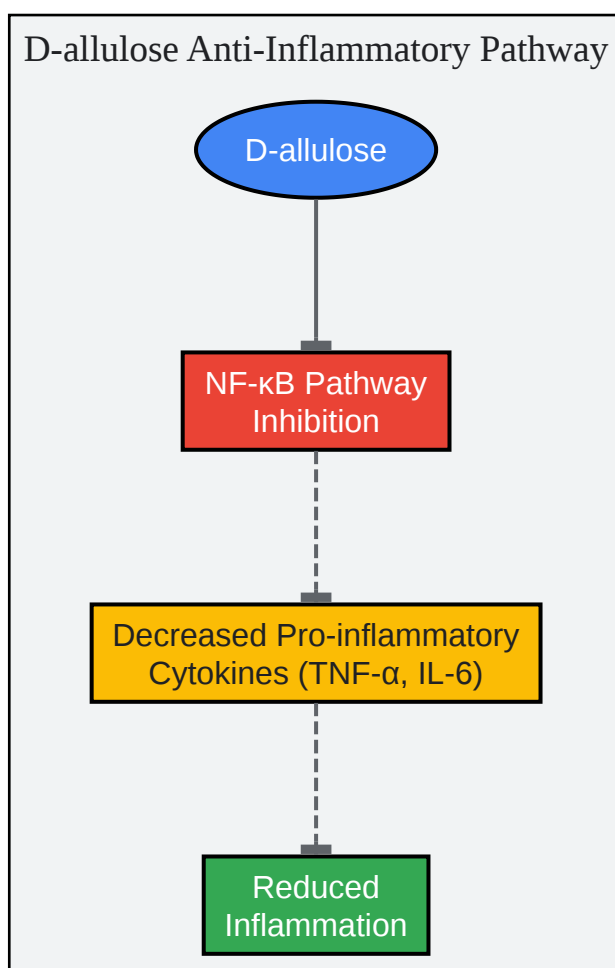 D-allulose Anti-Inflammatory Pathway
D-allulose
NF-κB Pathway
Inhibition
Decreased Pro-inflammatory
Cytokines (TNF-α, IL-6)
Reduced
Inflammation